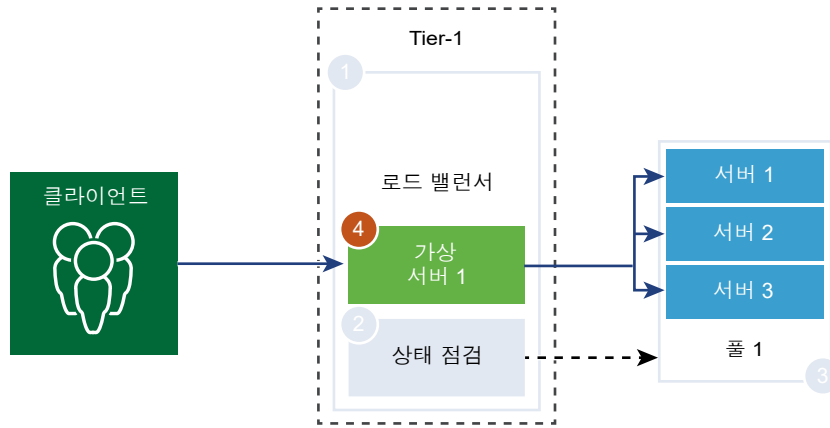 Tier-1
1
로드 밸런서
클라이언트
4
가상
서버 1
2
상태 점검
서버 1
서버 2
서버 3
풀 1
3